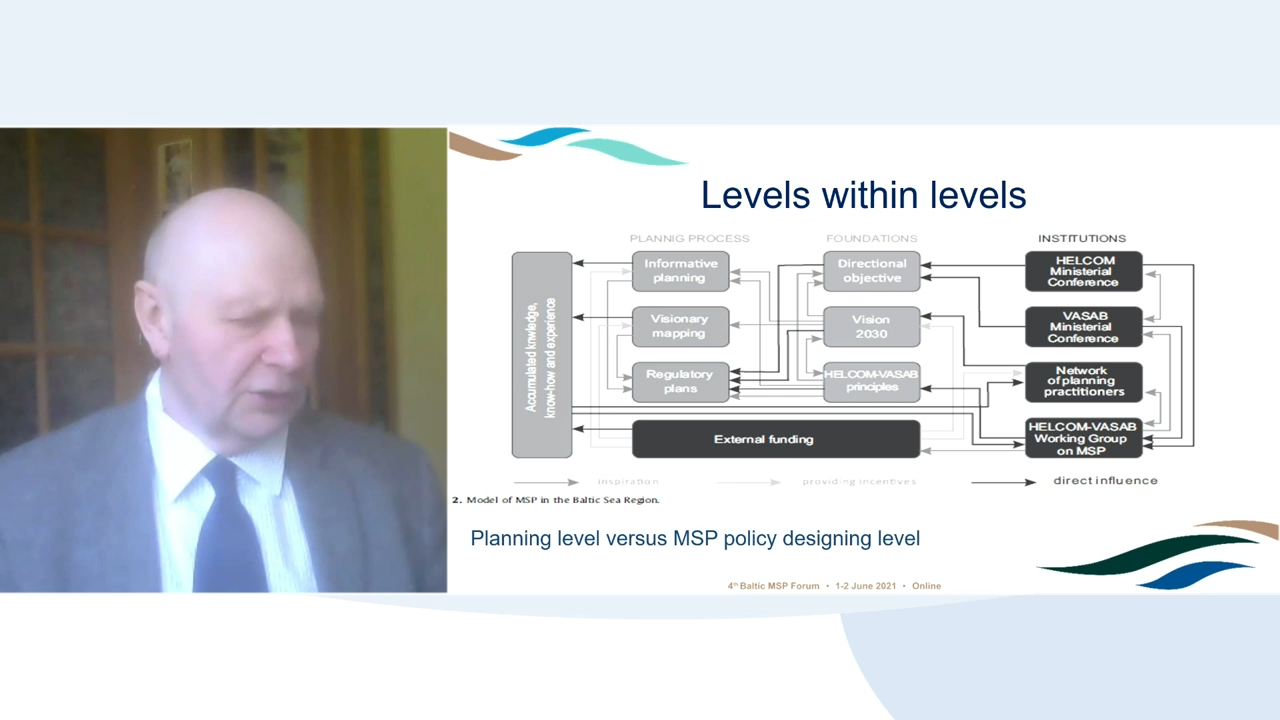 Levels within levels
PLANNIG PROCESS
FOUNDATIONS
INSTITUTIONS
Accumulated knwledge,
know-how and experience
Informative
planning
Directional
objective
HELCOM
Ministerial
Conference
Visionary
mapping
Vision
2030
VASAB
Ministerial
Conference
Regulatory
plans
HELCOM-VASAB
principles
Network
of planning
practitioners
External funding
HELCOM-VASAB
Working Group
on MSP
inspiration
providing incentives
direct influence
2. Model of MSP in the Baltic Sea Region.
Planning level versus MSP policy designing level
4th Baltic MSP Forum • 1-2 June 2021 • Online